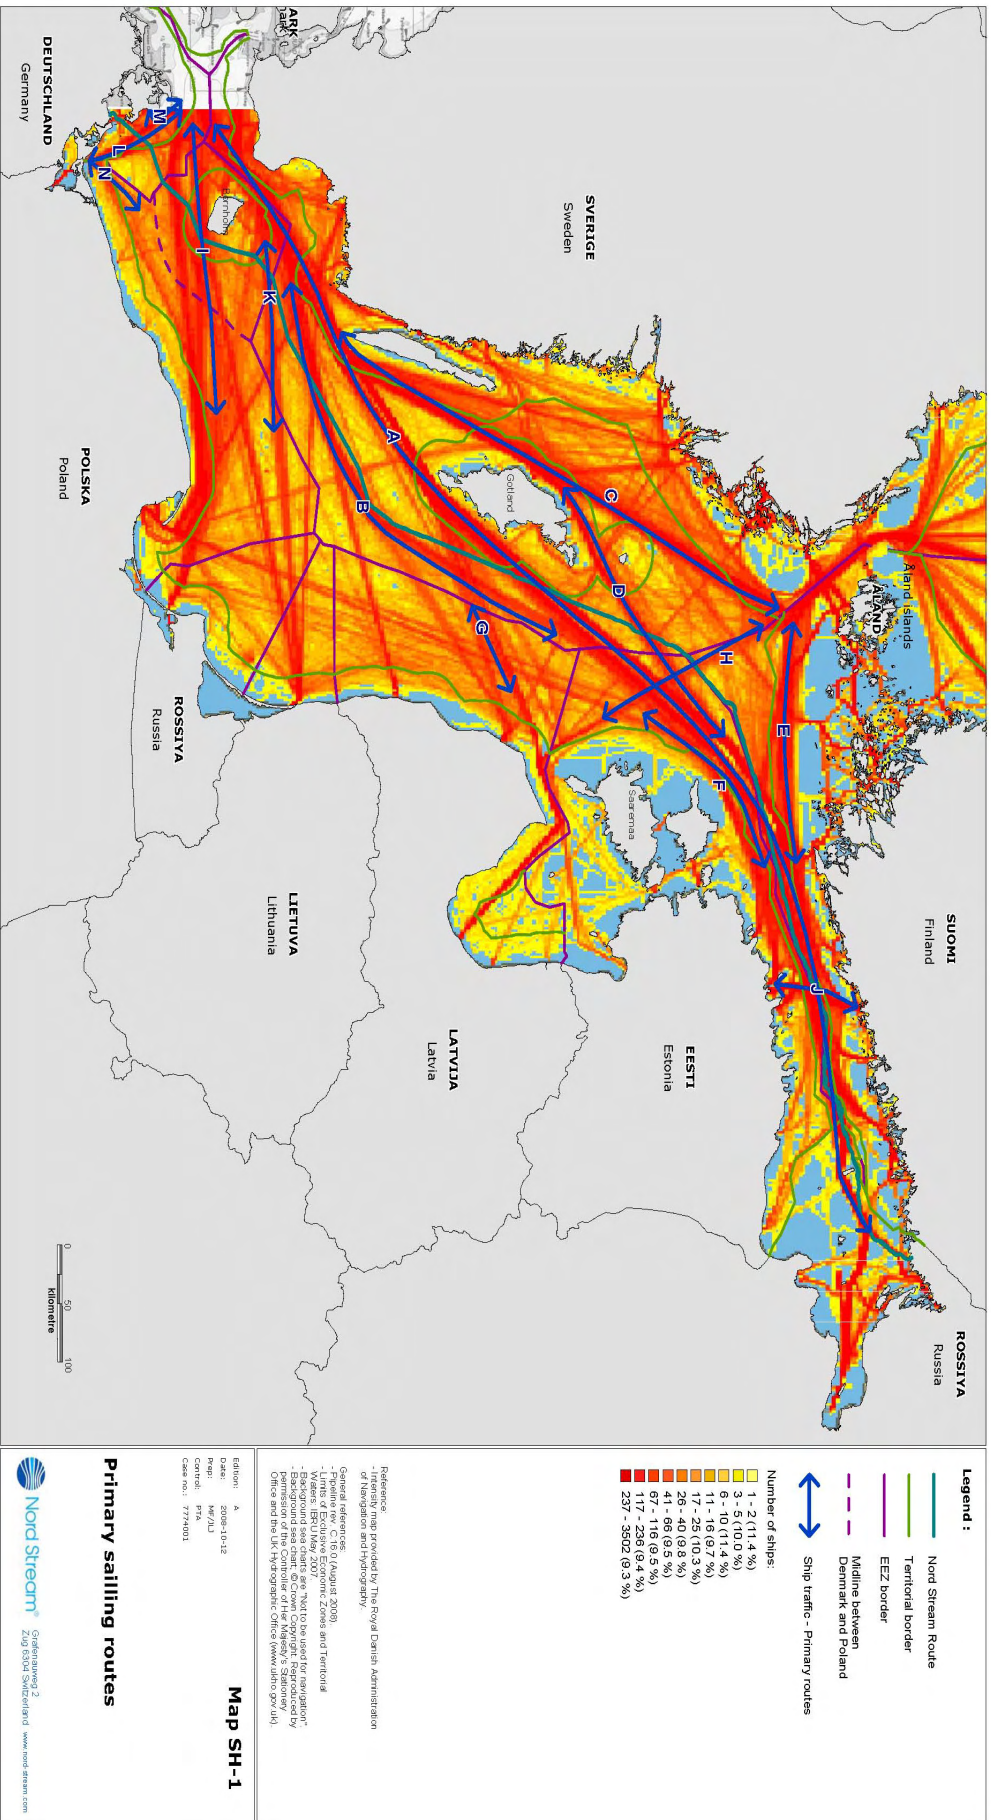 ARK
DEUTSCHLAND
Germany
SVERIGE
Sweden
Bornholm
Gotland
POLSKA
Poland
ROSSIYA
Russia
LIETUVA
Lithuania
LATVIJA
Latvia
EESTI
Estonia
Saaremaa
ÅLAND
Åland islands
SUOMI
Finland
ROSSIYA
Russia
A
B
C
D
E
F
G
H
I
J
K
L
M
N
0
50
100
kilometre
Legend :
Nord Stream Route
Territorial border
EEZ border
Midline between
Denmark and Poland
Ship traffic - Primary routes
Number of ships:
1 - 2 (11.4 %)
3 - 5 (10.0 %)
6 - 10 (11.4 %)
11 - 16 (9.7 %)
17 - 25 (10.3 %)
26 - 40 (9.8 %)
41 - 66 (9.5 %)
67 - 116 (9.5 %)
117 - 236 (9.4 %)
237 - 3502 (9.3 %)
Reference:
- Intensity map provided by The Royal Danish Administration
of Navigation and Hydrography.
General references:
- Pipeline rev. C.16.0 (August 2008).
- Limits of Exclusive Economic Zones and Territorial
Waters: IBRU May 2007.
- Background sea charts are "Not to be used for navigation".
- Background sea chart: © Crown Copyright. Reproduced by
permission of the Controller of Her Majesty's Stationery
Office and the UK Hydrographic Office (www.ukho.gov.uk).
Edition: A
Date: 2008-10-12
Prep: MF/JLJ
Control: PTA
Case no.: 7774001
Map SH-1
Primary sailling routes
Nord Stream
Grafenauweg 2
Zug 6304 Switzerland www.nord-stream.com